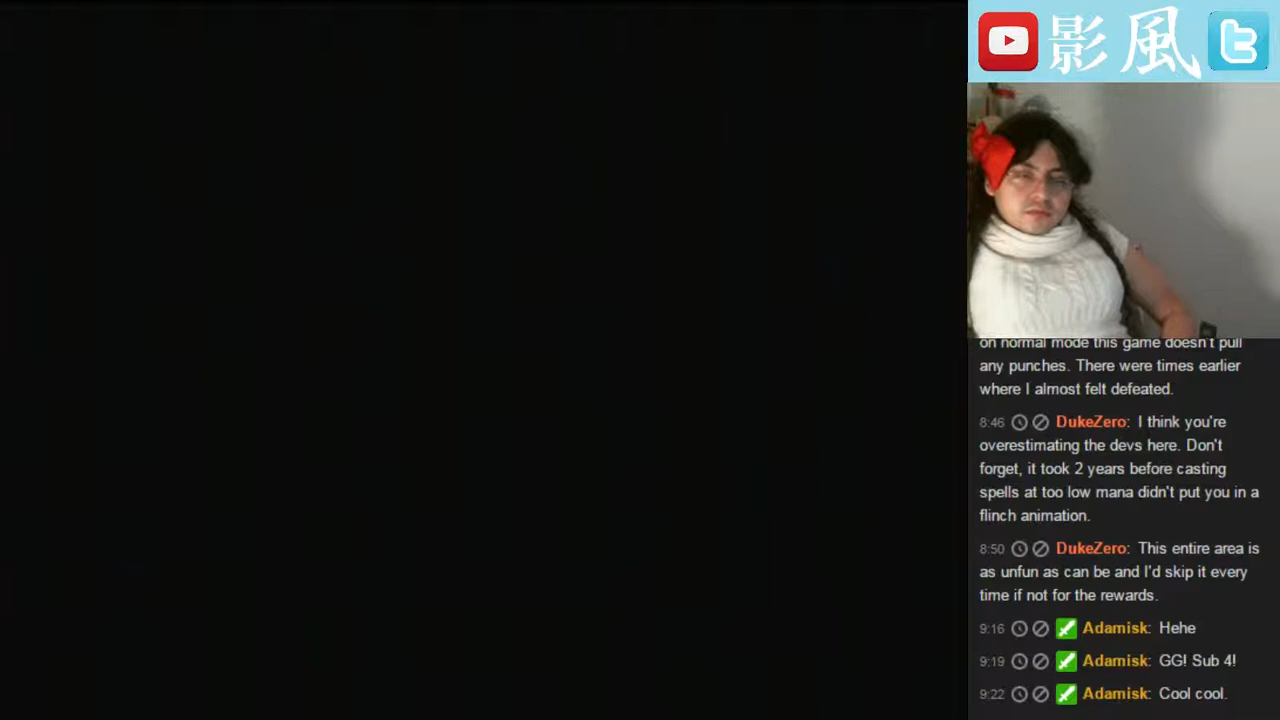 影風
on normal mode this game doesn't pull
any punches. There were times earlier
where I almost felt defeated.
8:46 DukeZero: I think you're
overestimating the devs here. Don't
forget, it took 2 years before casting
spells at too low mana didn't put you in a
flinch animation.
8:50 DukeZero: This entire area is
as unfun as can be and I'd skip it every
time if not for the rewards.
9:16 Adamisk: Hehe
9:19 Adamisk: GG! Sub 4!
9:22 Adamisk: Cool cool.